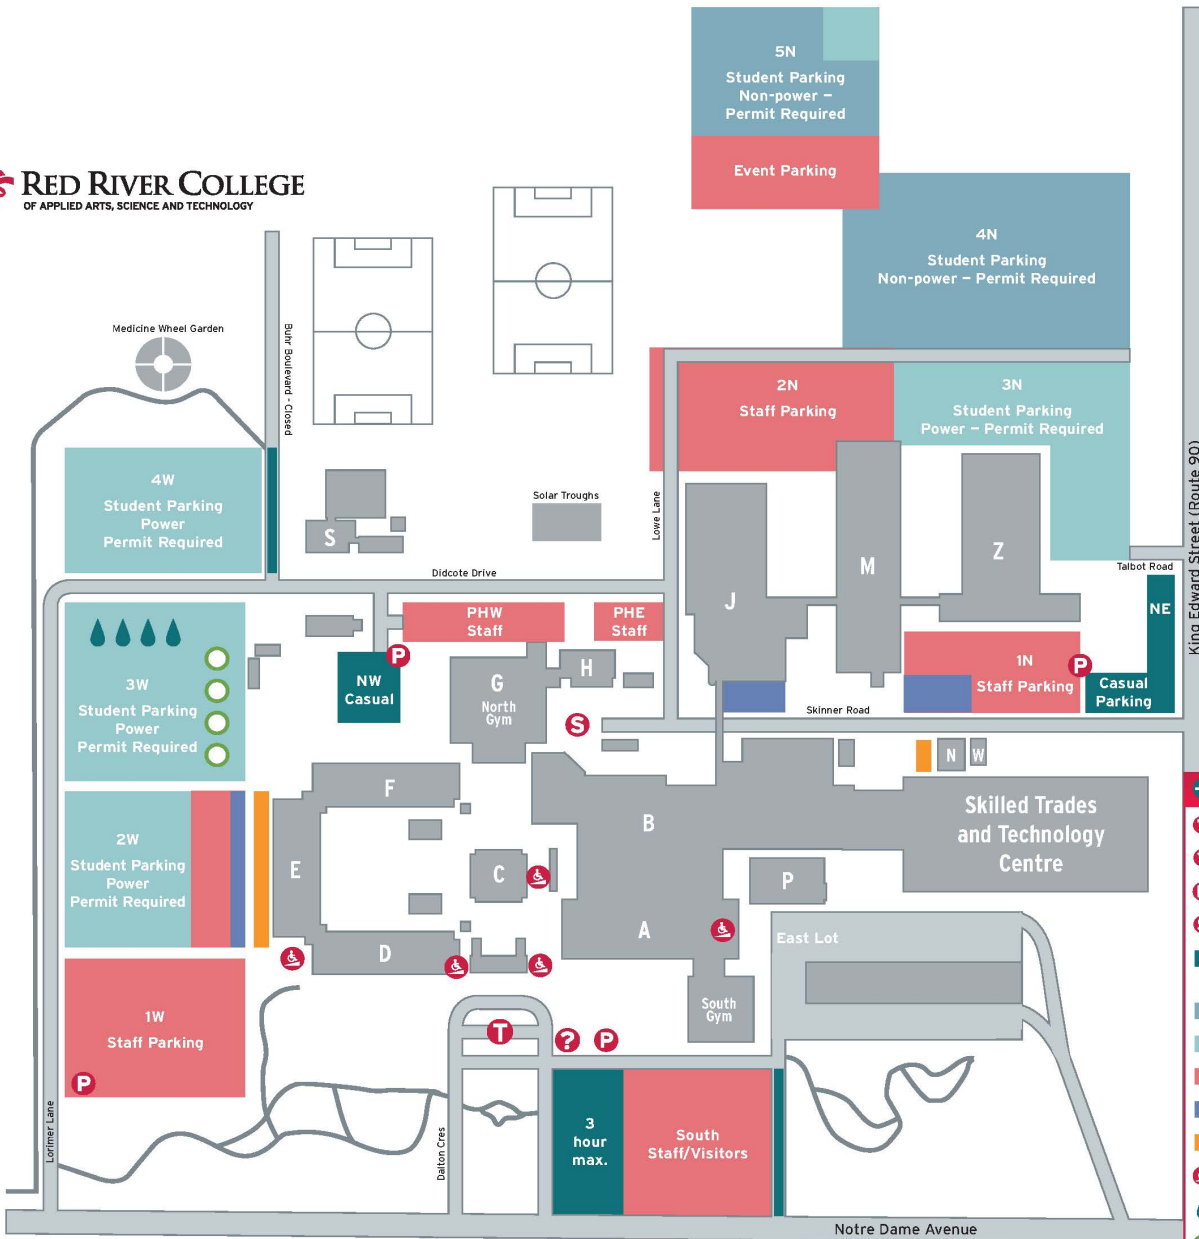 5N
Student Parking
Non-power –
Permit Required
Event Parking
RED RIVER COLLEGE
OF APPLIED ARTS, SCIENCE AND TECHNOLOGY
4N
Student Parking
Non-power – Permit Required
Medicine Wheel Garden
Buhr Boulevard - Closed
2N
Staff Parking
3N
Student Parking
Power – Permit Required
King Edward Street (Route 90)
4W
Student Parking
Power
Permit Required
S
Solar Troughs
Lowe Lane
J
M
Z
Talbot Road
Didcote Drive
NE
PHW
Staff
PHE
Staff
P
NW
Casual
G
North
Gym
H
S
1N
Staff Parking
P
Casual
Parking
Skinner Road
3W
Student Parking
Power
Permit Required
N
W
F
B
Skilled Trades
and Technology
Centre
2W
Student Parking
Power
Permit Required
E
C
P
A
D
East Lot
South
Gym
1W
Staff Parking
P
T
?
P
3
hour
max.
South
Staff/Visitors
Lorimer Lane
Dalton Cres
Notre Dame Avenue